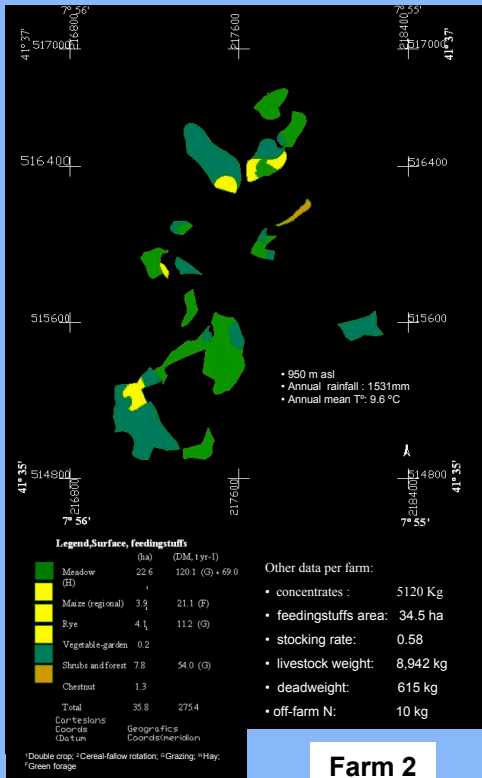 7° 56' 7° 55'
216800 217600 218400
41° 37' 517000 517000 41° 37'
516400 516400
515600 515600
• 950 m asl
• Annual rainfall : 1531mm
• Annual mean Tº: 9.6 ºC
41° 35' 514800 514800 41° 35'
216800 217600 218400
7° 56' 7° 55'
Legend,Surface, feedingstuffs
(ha) (DM, t yr-1)
Meadow 22.6 120.1 (G) + 69.0
(H)
Maize (regional) 3.9 21.1 (F)
Rye 4.1 11.2 (G)
Vegetable-garden 0.2
Shrubs and forest 7.8 54.0 (G)
Chestnut 1.3
Total 35.8 275.4
Cartesians
Coords Geografics
(Datum Coords(meridian
Other data per farm:
• concentrates : 5120 Kg
• feedingstuffs area: 34.5 ha
• stocking rate: 0.58
• livestock weight: 8,942 kg
• deadweight: 615 kg
• off-farm N: 10 kg
¹Double crop; ²Cereal-fallow rotation; ᴳGrazing; ᴴHay;
ᶠGreen forage
Farm 2